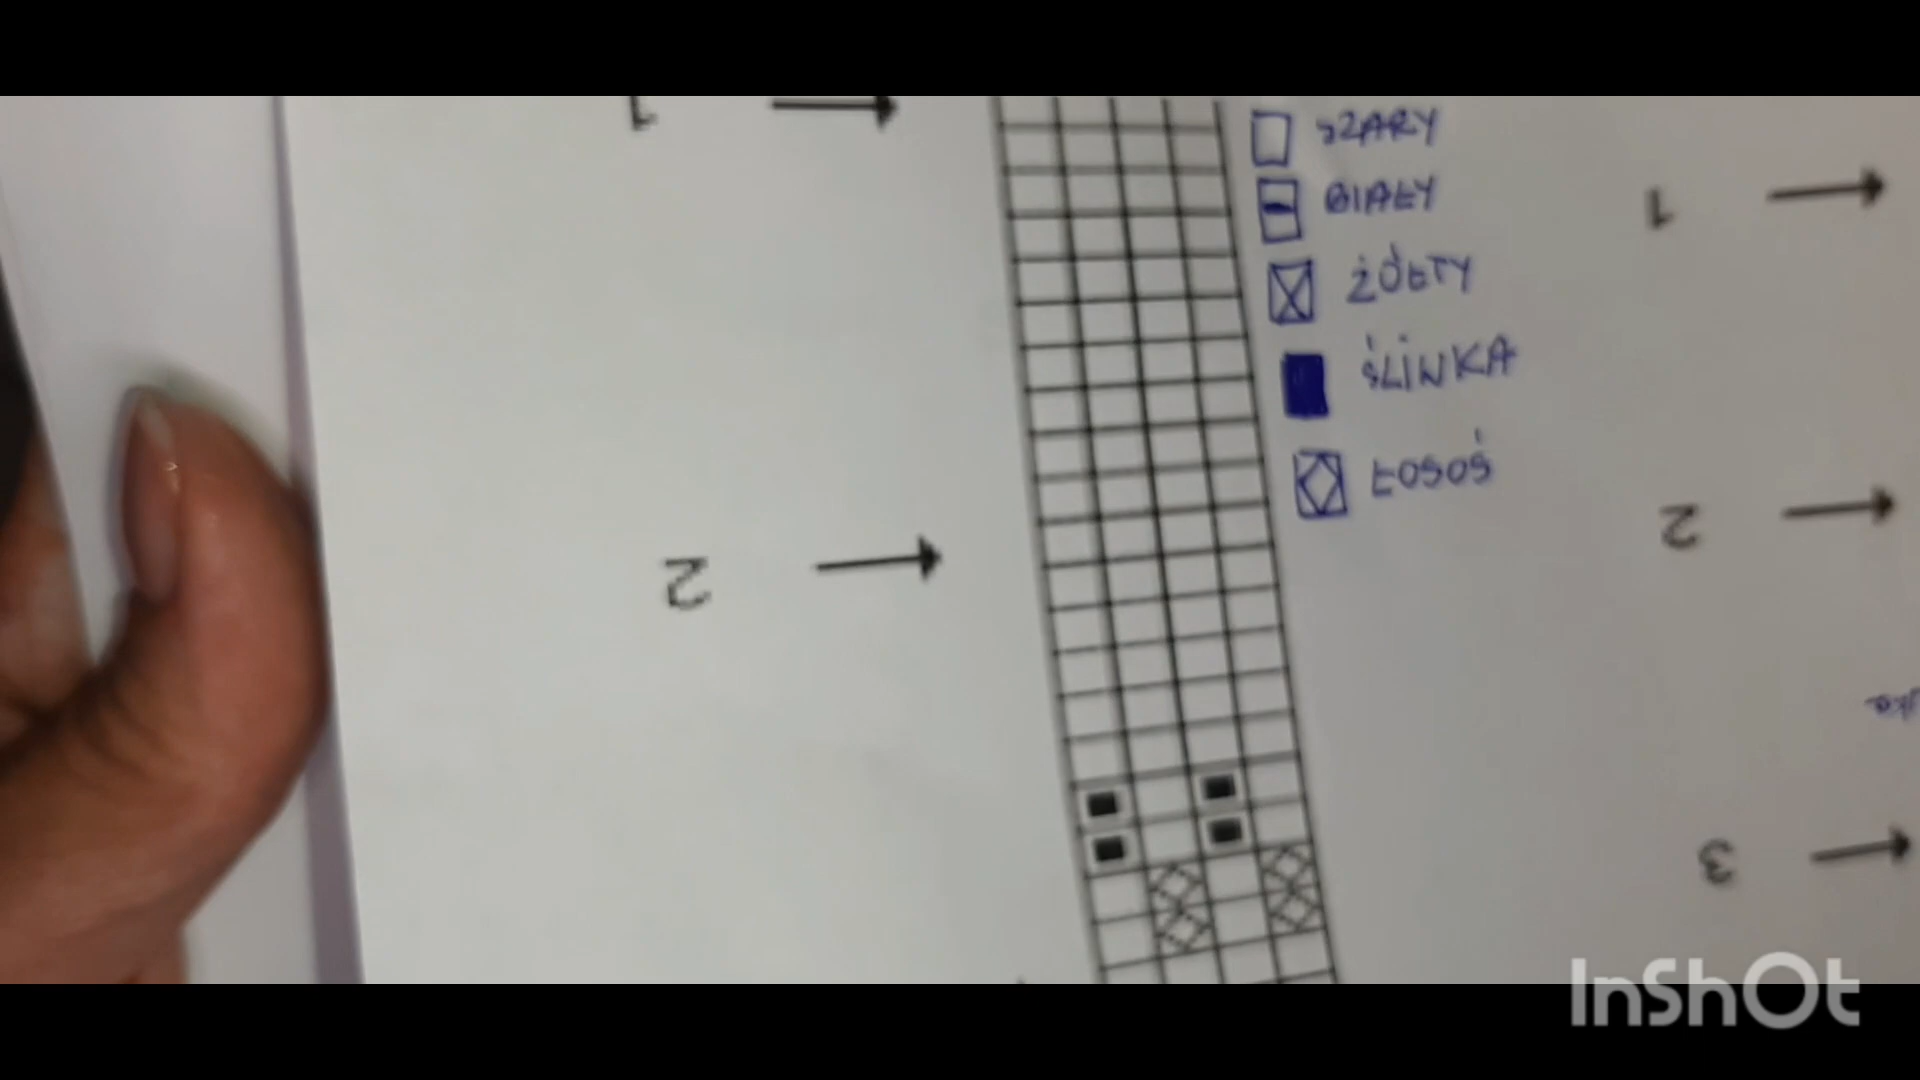 1
SZARY
BIAŁY
1
ŻÓŁTY
ŚLINKA
ŁOSOŚ
2
2
3
InShOt